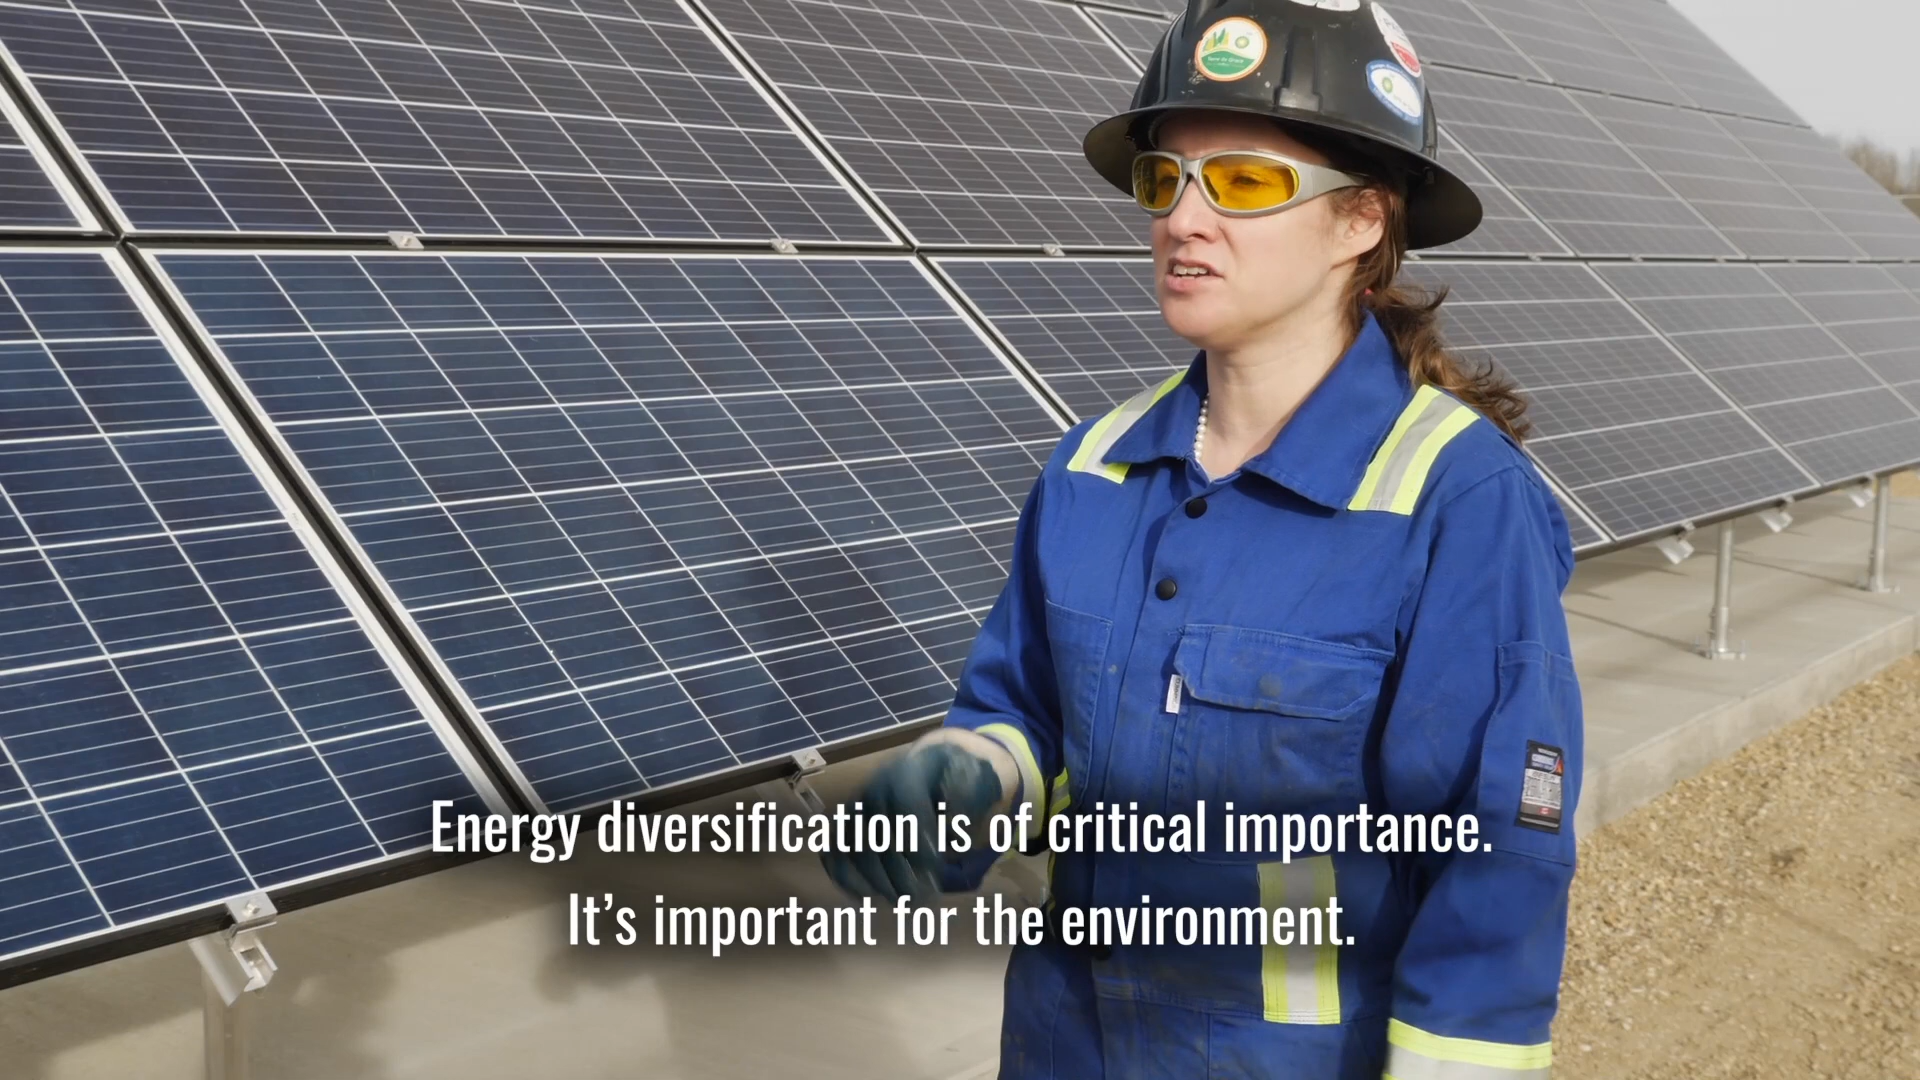 Energy diversification is of critical importance.
It’s important for the environment.